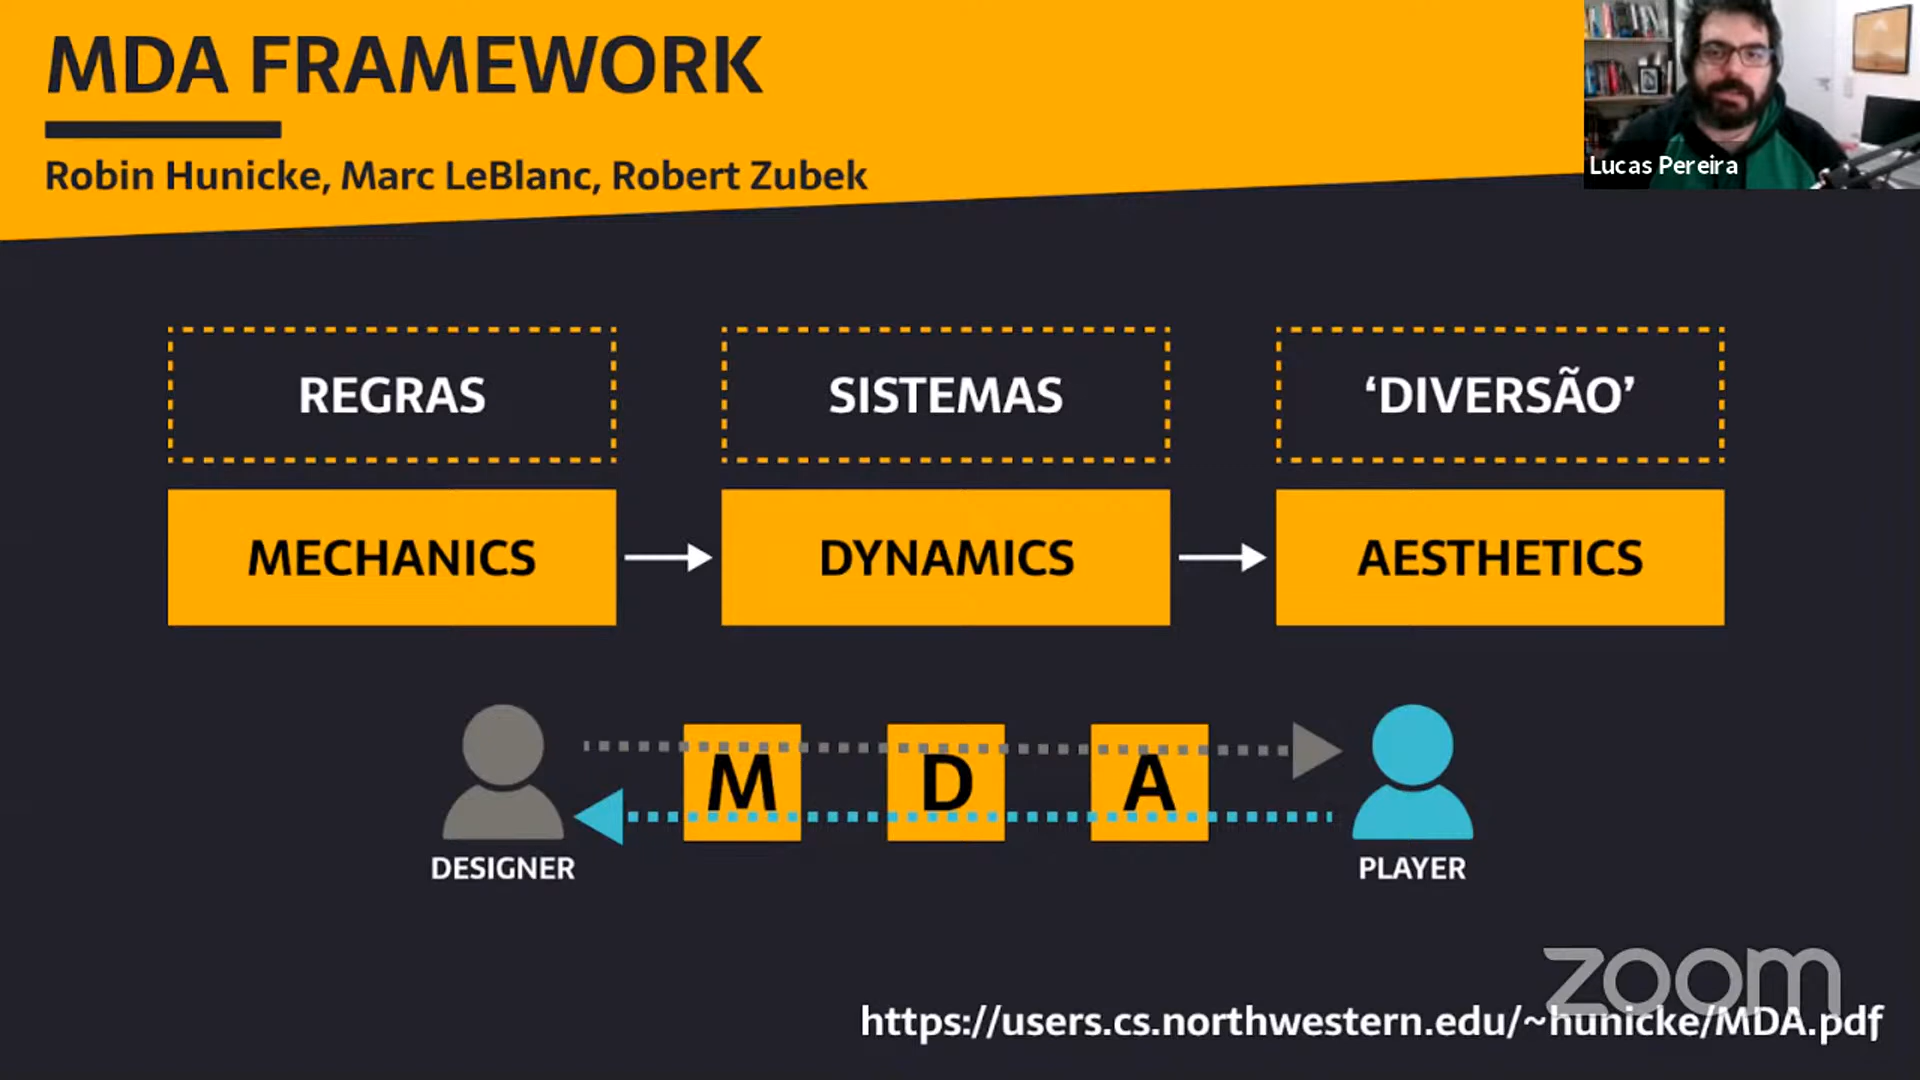 MDA FRAMEWORK
Robin Hunicke, Marc LeBlanc, Robert Zubek
Lucas Pereira
REGRAS
SISTEMAS
‘DIVERSÃO’
MECHANICS
DYNAMICS
AESTHETICS
M
D
A
DESIGNER
PLAYER
zoom
https://users.cs.northwestern.edu/~hunicke/MDA.pdf